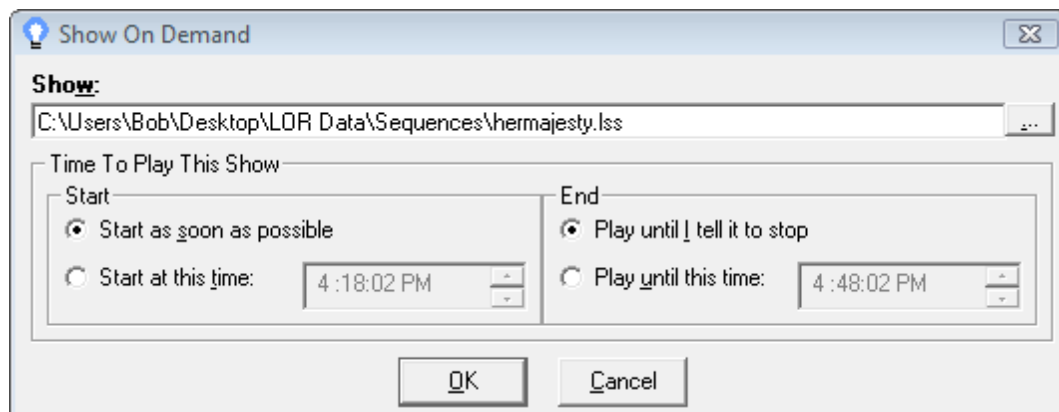 Show On Demand
Show:
C:\Users\Bob\Desktop\LOR Data\Sequences\hermajesty.lss
...
Time To Play This Show
Start
Start as soon as possible
Start at this time: 4 :18:02 PM
End
Play until I tell it to stop
Play until this time: 4 :48:02 PM
OK Cancel